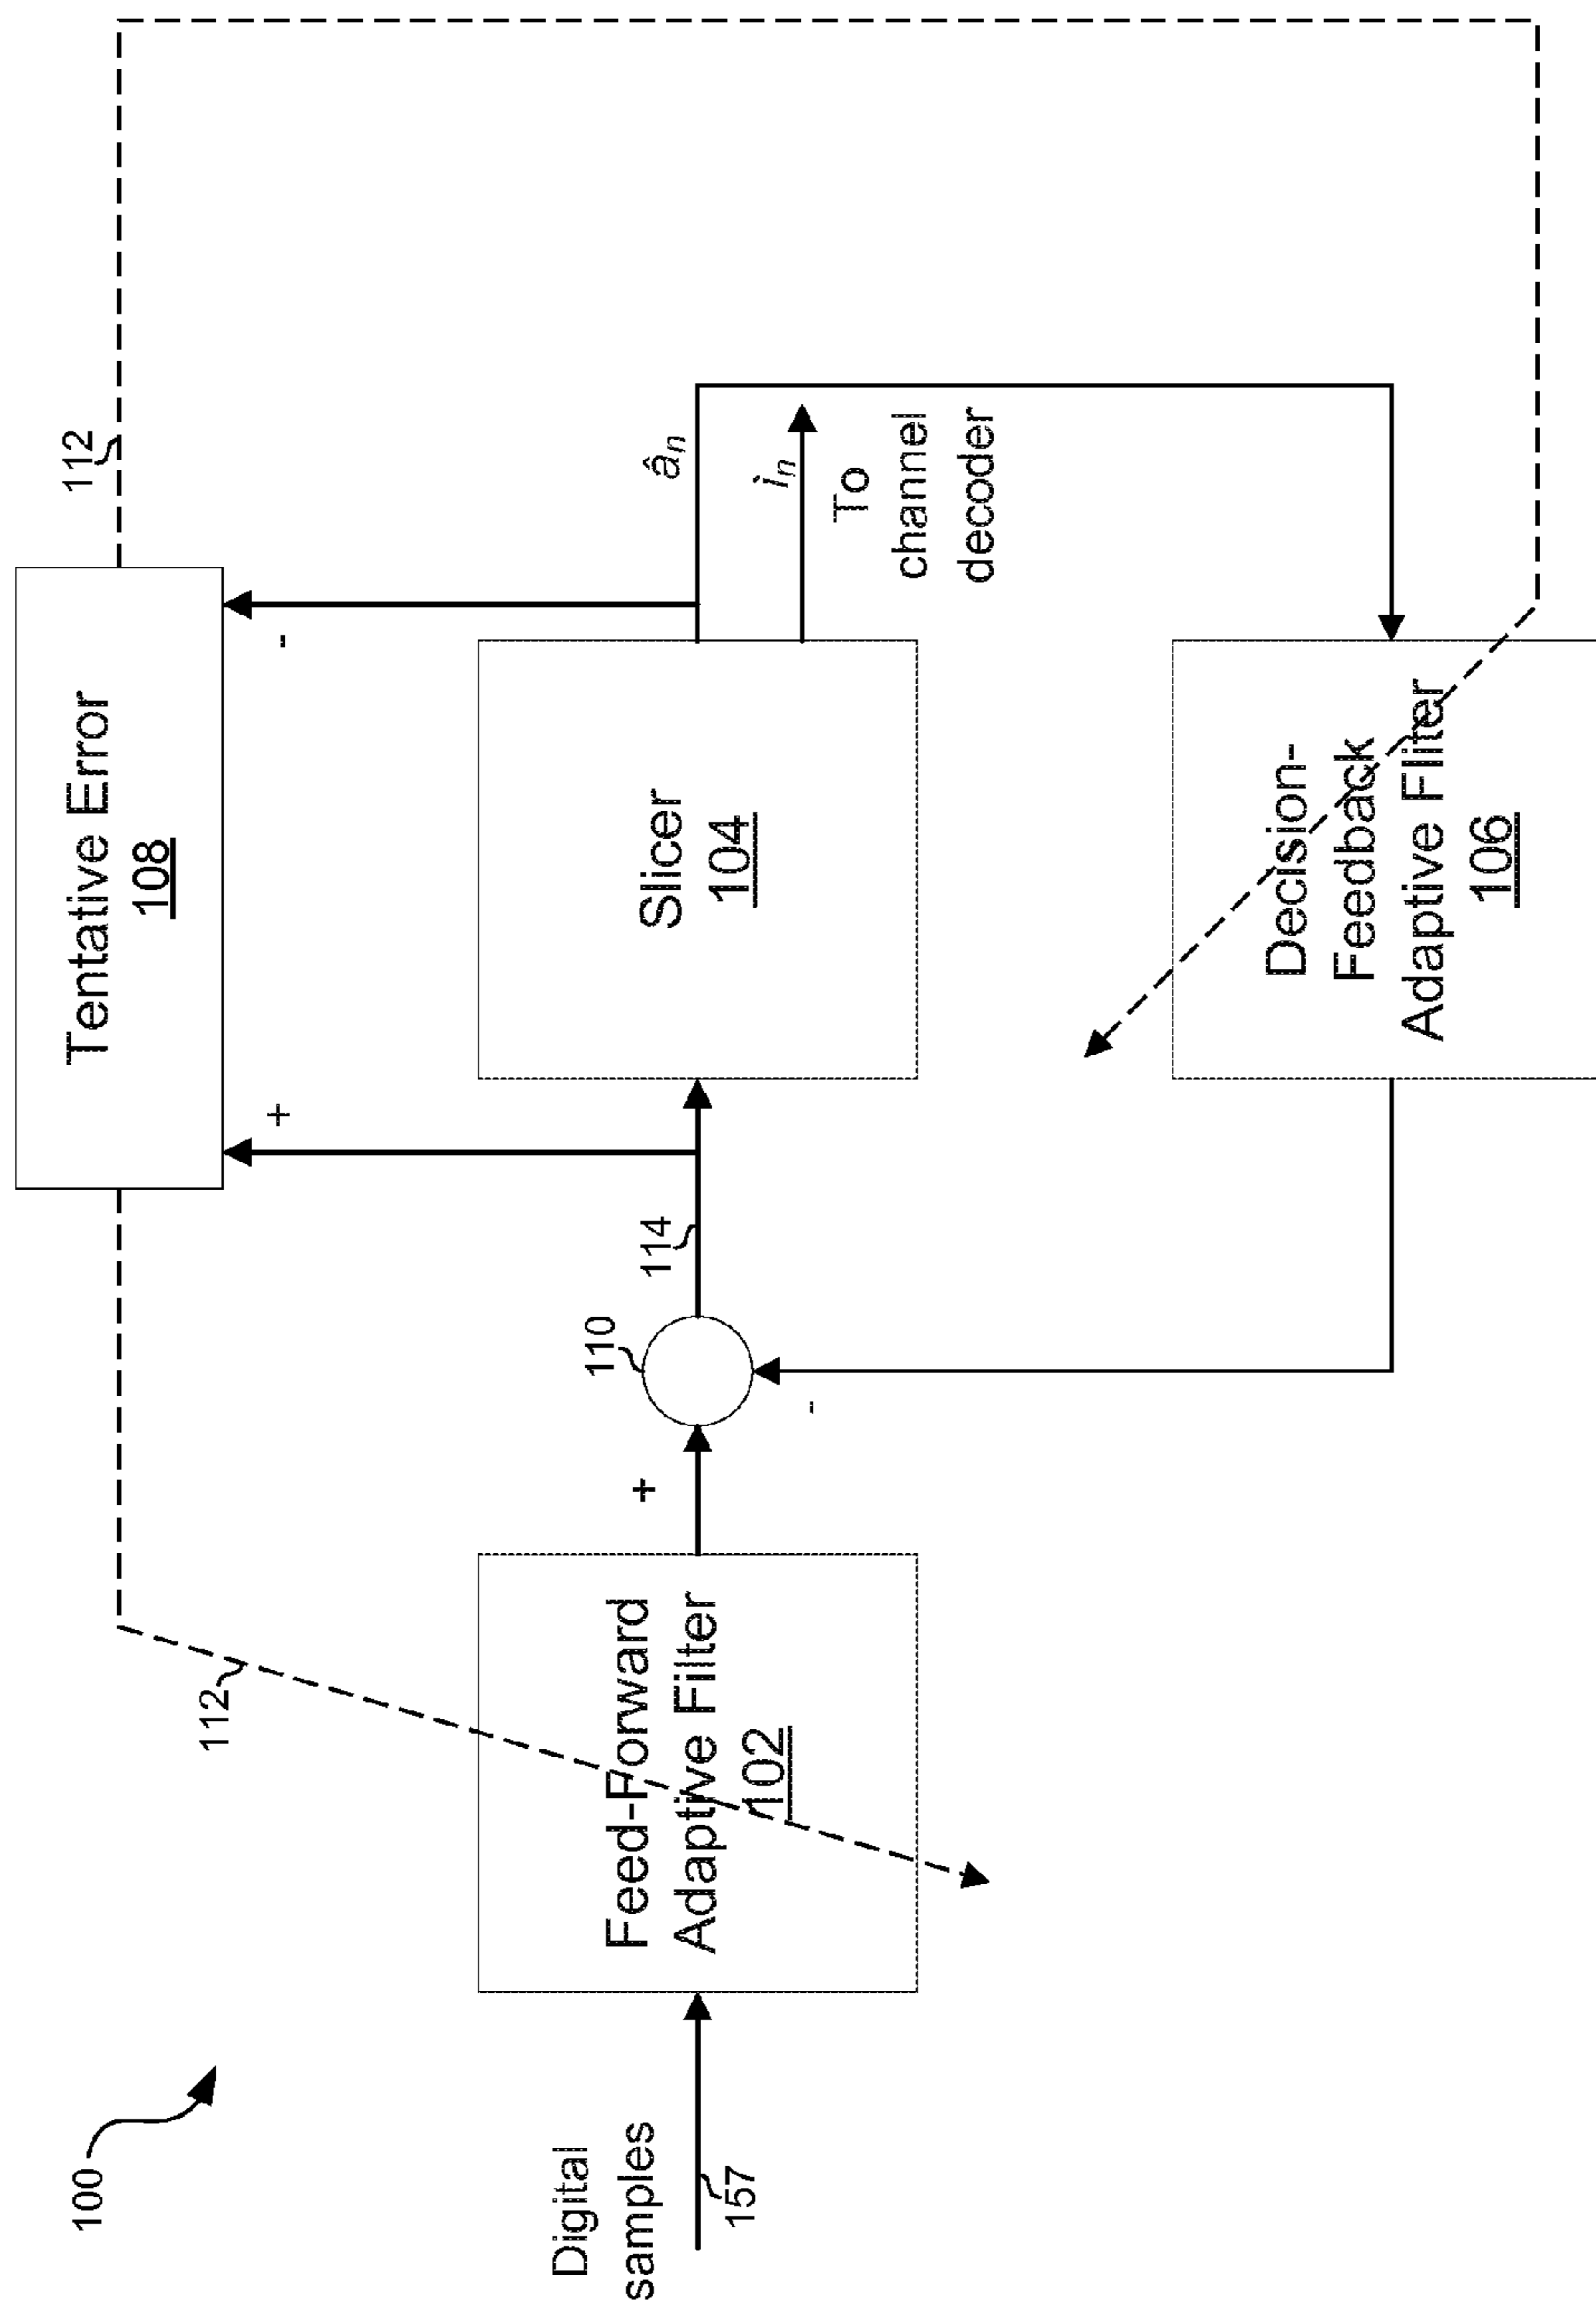 100
112
Tentative Error
108
112
+
-
Digital
samples
157
Feed-Forward
Adaptive Filter
102
+
110
-
114
Slicer
104
â_n
ì_n
To
channel
decoder
Decision-
Feedback
Adaptive Fliter
106